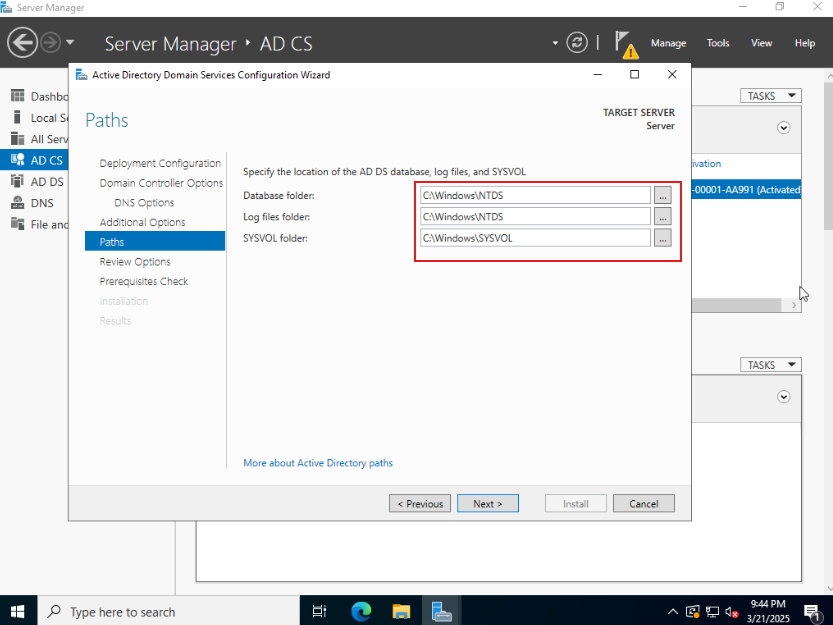 Server Manager
Server Manager ‣ AD CS
Manage
Tools
View
Help
Active Directory Domain Services Configuration Wizard
TASKS
Dashbo
Local Se
All Serv
AD CS
AD DS
DNS
File and
Paths
TARGET SERVER
Server
Deployment Configuration
Domain Controller Options
DNS Options
Additional Options
Paths
Review Options
Prerequisites Check
Installation
Results
Specify the location of the AD DS database, log files, and SYSVOL
Database folder:
C:\Windows\NTDS
...
Log files folder:
C:\Windows\NTDS
...
SYSVOL folder:
C:\Windows\SYSVOL
...
More about Active Directory paths
< Previous
Next >
Install
Cancel
ivation
-00001-AA991 (Activated)
TASKS
Type here to search
9:44 PM
3/21/2025
1